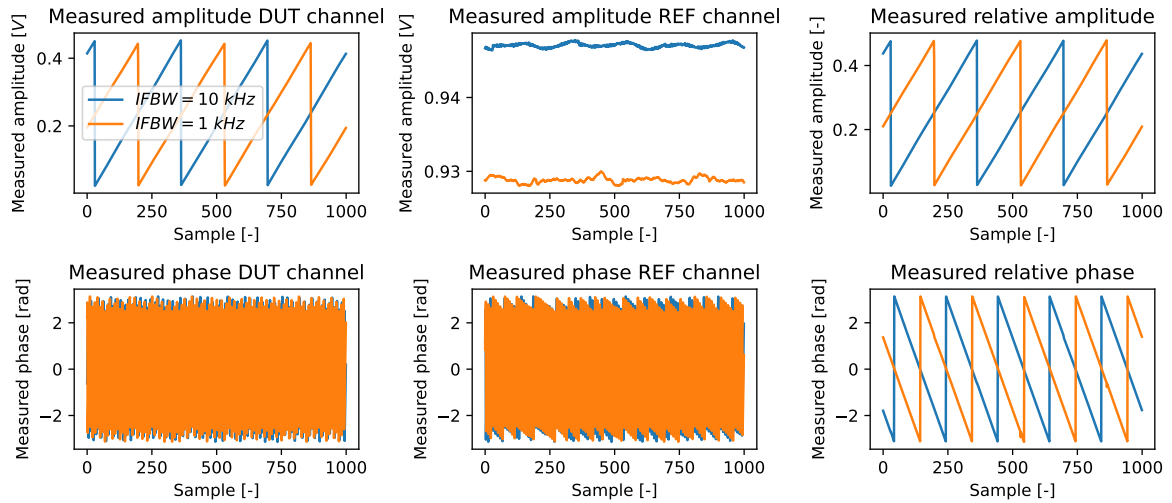 Measured amplitude DUT channel
Measured amplitude [V]
0.4
0.2
IFBW = 10 kHz
IFBW = 1 kHz
0 250 500 750 1000
Sample [-]
Measured amplitude REF channel
Measured amplitude [V]
0.94
0.93
0 250 500 750 1000
Sample [-]
Measured relative amplitude
Measured amplitude [-]
0.4
0.2
0 250 500 750 1000
Sample [-]
Measured phase DUT channel
Measured phase [rad]
2
0
−2
0 250 500 750 1000
Sample [-]
Measured phase REF channel
Measured phase [rad]
2
0
−2
0 250 500 750 1000
Sample [-]
Measured relative phase
Measured phase [rad]
2
0
−2
0 250 500 750 1000
Sample [-]